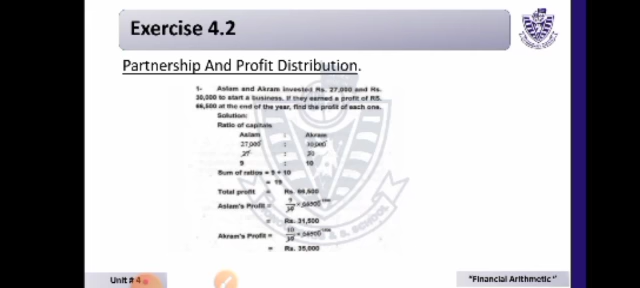 Exercise 4.2
Partnership And Profit Distribution.
1- Aslam and Akram invested Rs. 27,000 and Rs.
30,000 to start a business. If they earned a profit of RS.
66,500 at the end of the year, find the profit of each one.
Solution:
Ratio of capitals
Aslam : Akram
27,000 : 30,000
27 : 30
9 : 10
Sum of ratios = 9 + 10
= 19
Total profit = Rs. 66,500
Aslam's Profit = 9/19 × 66500
= Rs. 31,500
Akram's Profit = 10/19 × 66500
= Rs. 35,000
SCHOOL
Unit # 4
"Financial Arithmetic"